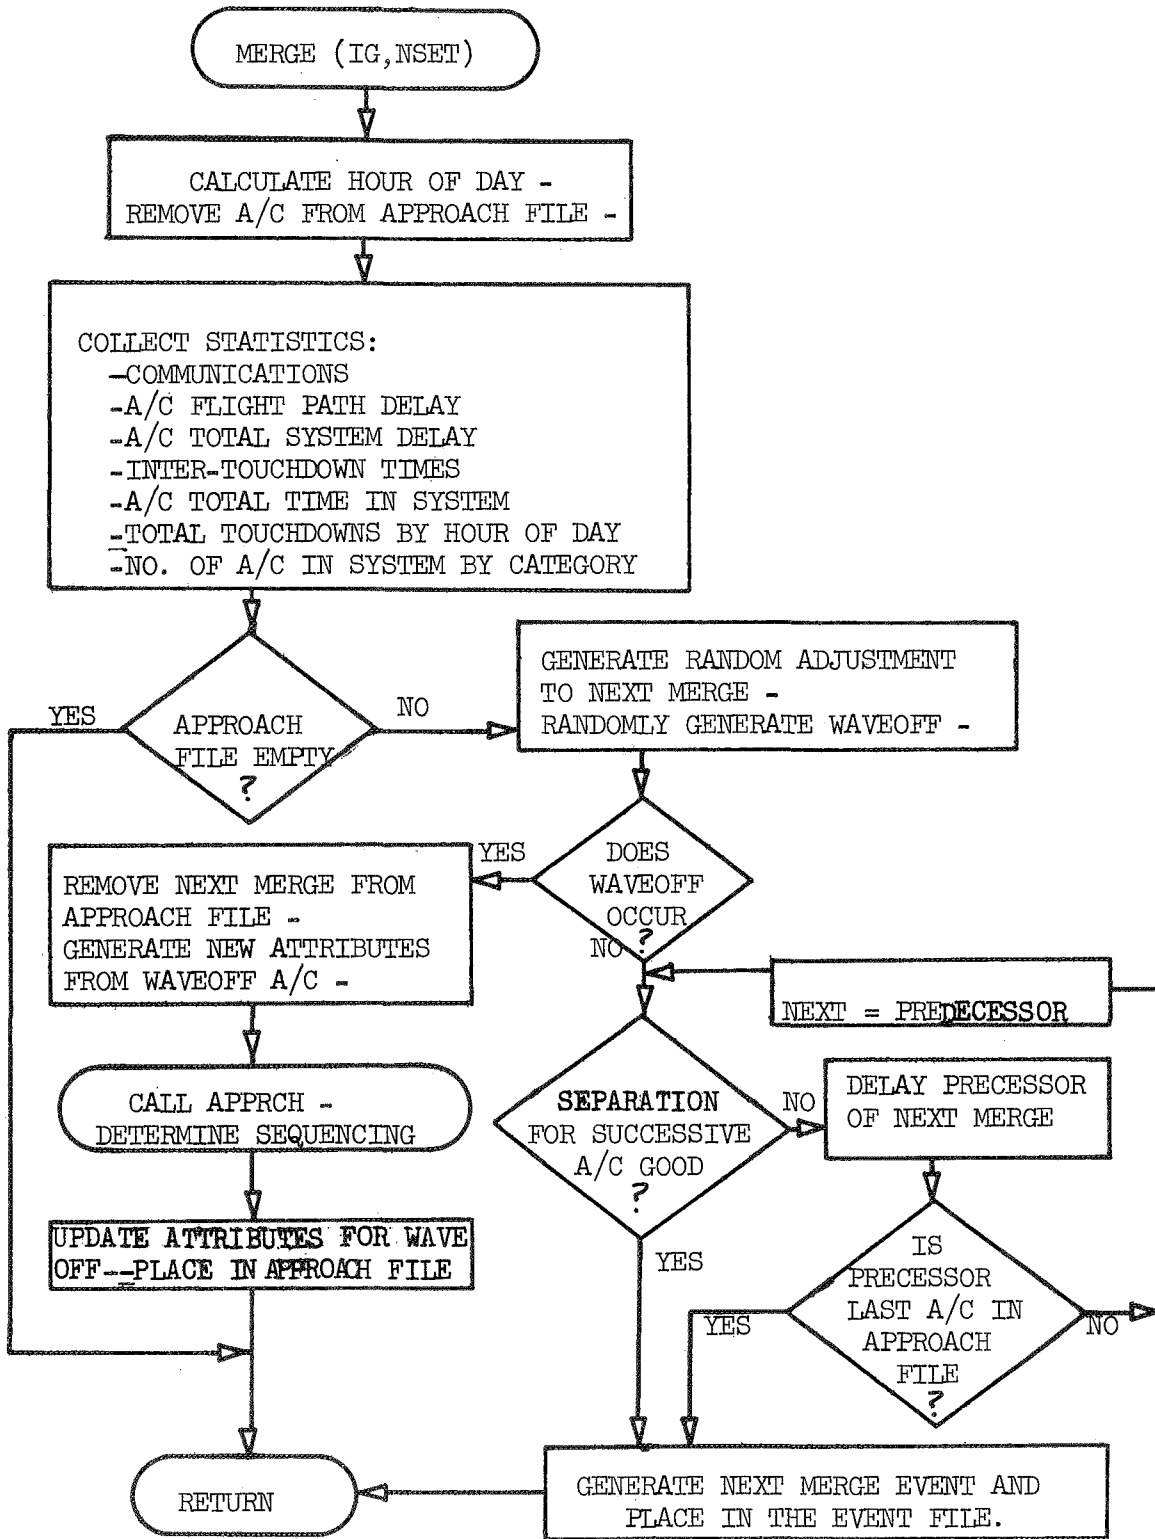 MERGE (IG,NSET)
CALCULATE HOUR OF DAY -
REMOVE A/C FROM APPROACH FILE -
COLLECT STATISTICS:
-COMMUNICATIONS
-A/C FLIGHT PATH DELAY
-A/C TOTAL SYSTEM DELAY
-INTER-TOUCHDOWN TIMES
-A/C TOTAL TIME IN SYSTEM
-TOTAL TOUCHDOWNS BY HOUR OF DAY
-NO. OF A/C IN SYSTEM BY CATEGORY
YES
APPROACH
FILE EMPTY
?
NO
GENERATE RANDOM ADJUSTMENT
TO NEXT MERGE -
RANDOMLY GENERATE WAVEOFF -
DOES
WAVEOFF
OCCUR
?
YES
NO
REMOVE NEXT MERGE FROM
APPROACH FILE -
GENERATE NEW ATTRIBUTES
FROM WAVEOFF A/C -
NEXT = PREDECESSOR
CALL APPRCH -
DETERMINE SEQUENCING
SEPARATION
FOR SUCCESSIVE
A/C GOOD
?
NO
DELAY PRECESSOR
OF NEXT MERGE
UPDATE ATTRIBUTES FOR WAVE
OFF--PLACE IN APPROACH FILE
YES
IS
PRECESSOR
LAST A/C IN
APPROACH
FILE
?
YES
NO
GENERATE NEXT MERGE EVENT AND
PLACE IN THE EVENT FILE.
RETURN